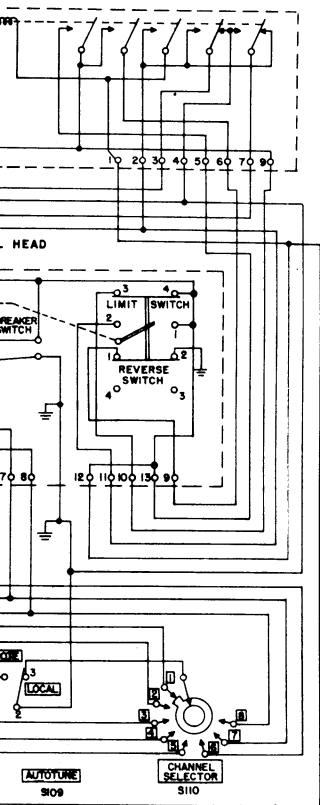 1 2 3 4 5 6 7 9
L HEAD
3 4
LIMIT SWITCH
2 1
REAKER
WITCH
1 2
REVERSE
SWITCH
4 3
7 8 12 11 10 13 9
3
LOCAL
2
1
2
3
4
5
6
7
8
AUTOTUNE
S109
CHANNEL
SELECTOR
S110